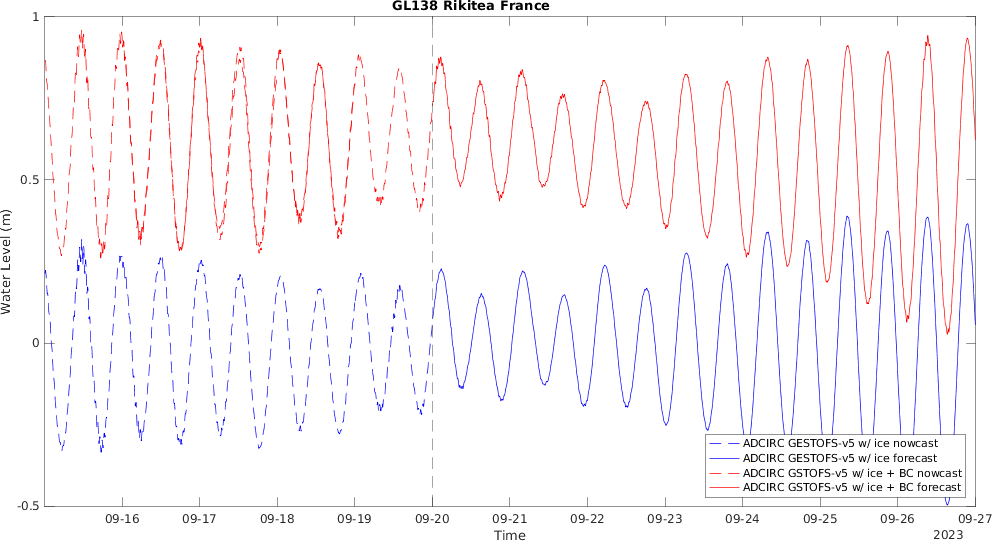 GL138 Rikitea France
Water Level (m)
1
0.5
0
-0.5
ADCIRC GESTOFS-v5 w/ ice nowcast
ADCIRC GESTOFS-v5 w/ ice forecast
ADCIRC GSTOFS-v5 w/ ice + BC nowcast
ADCIRC GSTOFS-v5 w/ ice + BC forecast
09-16 09-17 09-18 09-19 09-20 09-21 09-22 09-23 09-24 09-25 09-26 09-27
Time
2023